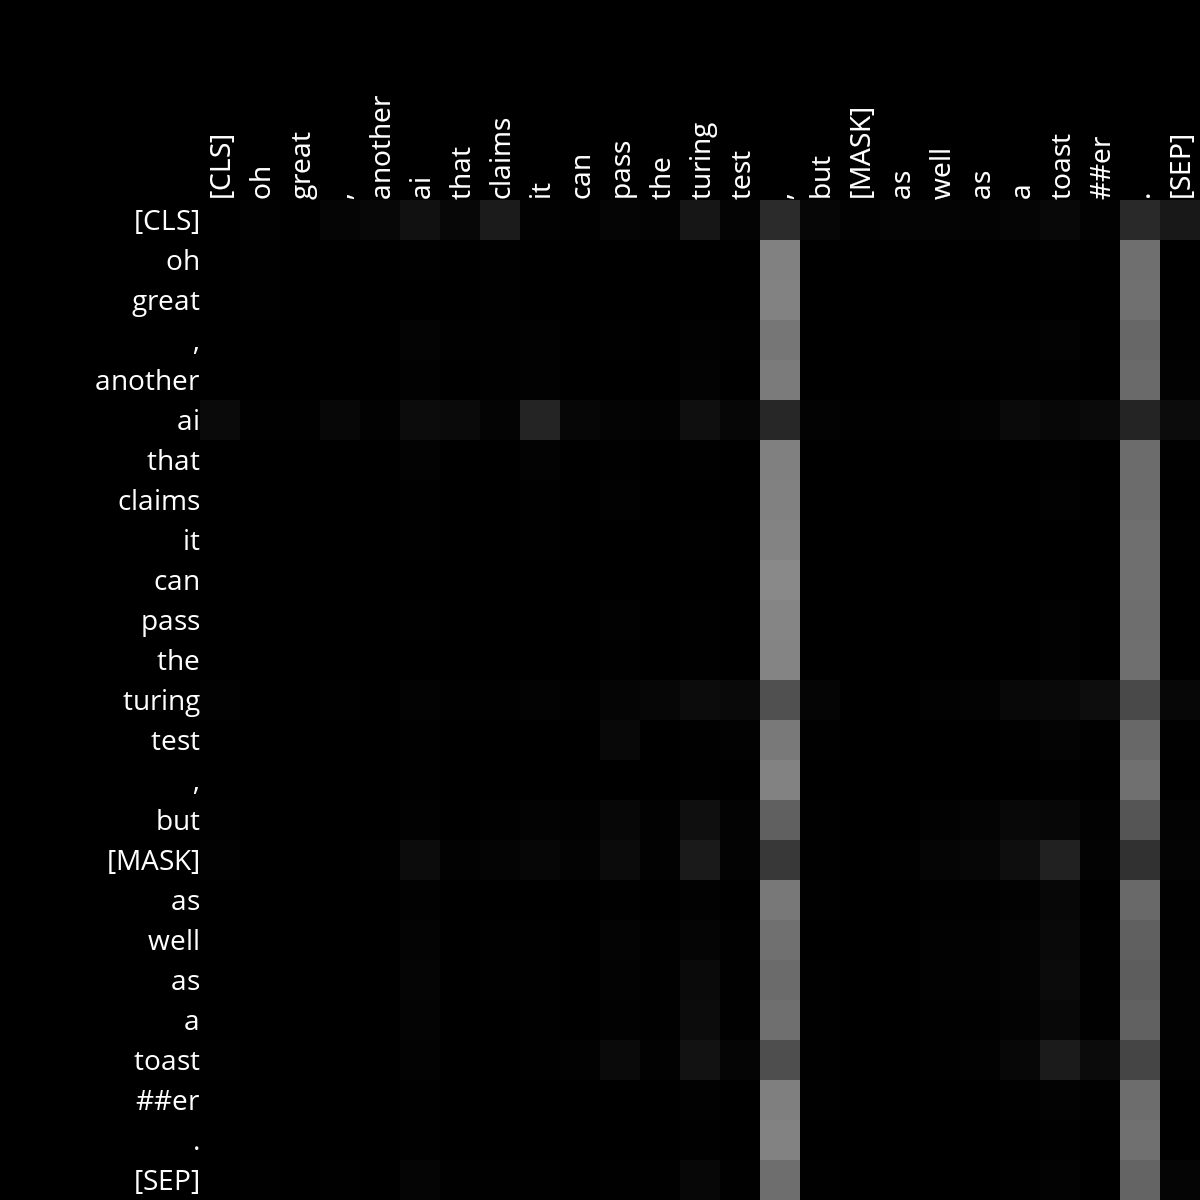 [CLS] oh great , another ai that claims it can pass the turing test , but [MASK] as well as a toast ##er . [SEP]
[CLS]
oh
great
,
another
ai
that
claims
it
can
pass
the
turing
test
,
but
[MASK]
as
well
as
a
toast
##er
.
[SEP]